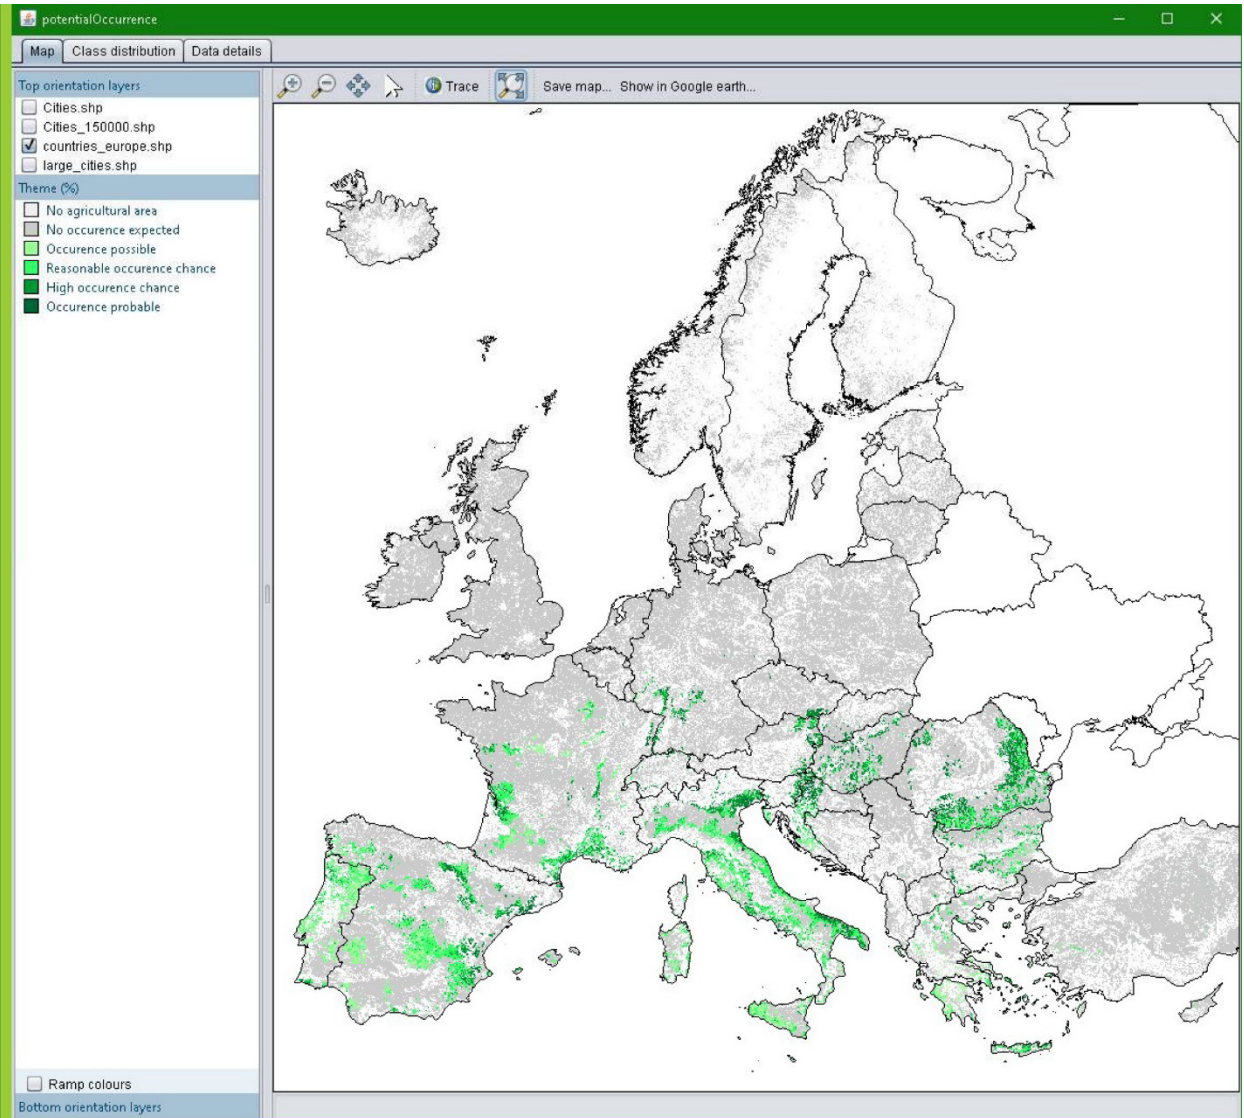 potentialOccurrence
Map Class distribution Data details
Top orientation layers
Cities.shp
Cities_150000.shp
countries_europe.shp
large_cities.shp
Theme (%)
No agricultural area
No occurence expected
Occurence possible
Reasonable occurence chance
High occurence chance
Occurence probable
Ramp colours
Bottom orientation layers
Trace Save map... Show in Google earth...